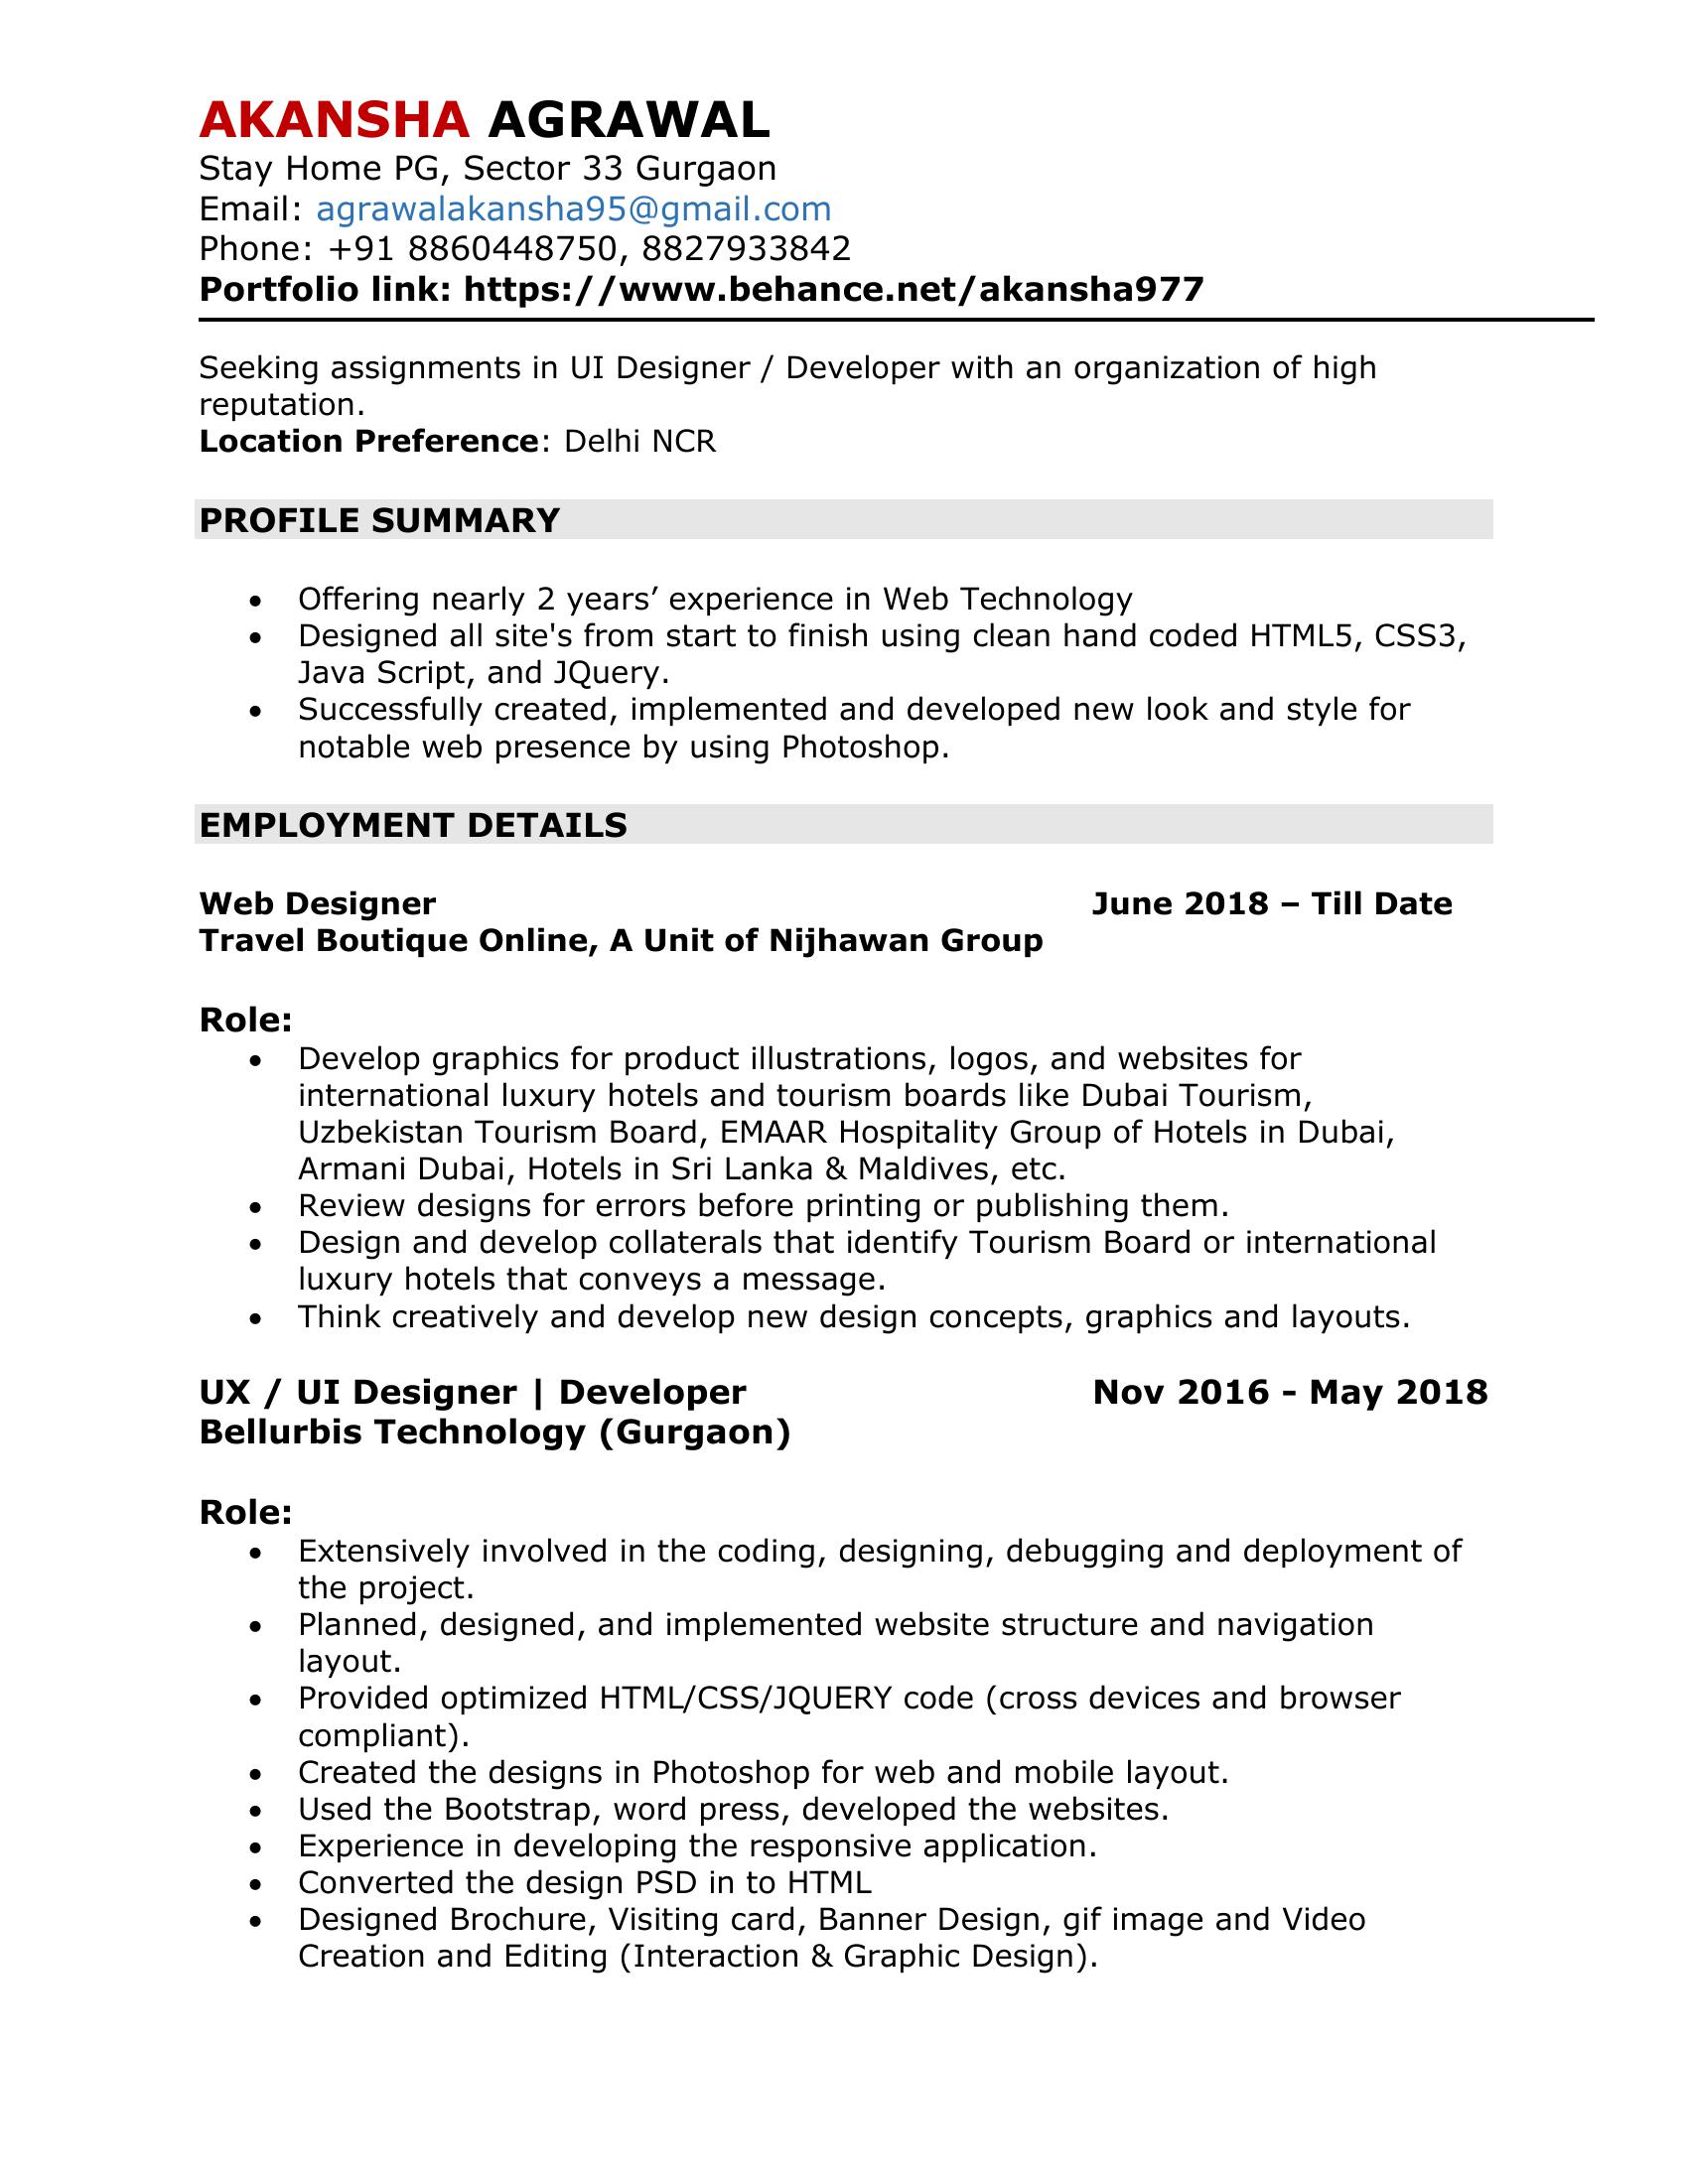 AKANSHA AGRAWAL
Stay Home PG, Sector 33 Gurgaon
Email: agrawalakansha95@gmail.com
Phone: +91 8860448750, 8827933842
Portfolio link: https://www.behance.net/akansha977
Seeking assignments in UI Designer / Developer with an organization of high
reputation.
Location Preference: Delhi NCR
PROFILE SUMMARY
• Offering nearly 2 years’ experience in Web Technology
• Designed all site's from start to finish using clean hand coded HTML5, CSS3,
Java Script, and JQuery.
• Successfully created, implemented and developed new look and style for
notable web presence by using Photoshop.
EMPLOYMENT DETAILS
Web Designer June 2018 – Till Date
Travel Boutique Online, A Unit of Nijhawan Group
Role:
• Develop graphics for product illustrations, logos, and websites for
international luxury hotels and tourism boards like Dubai Tourism,
Uzbekistan Tourism Board, EMAAR Hospitality Group of Hotels in Dubai,
Armani Dubai, Hotels in Sri Lanka & Maldives, etc.
• Review designs for errors before printing or publishing them.
• Design and develop collaterals that identify Tourism Board or international
luxury hotels that conveys a message.
• Think creatively and develop new design concepts, graphics and layouts.
UX / UI Designer | Developer Nov 2016 - May 2018
Bellurbis Technology (Gurgaon)
Role:
• Extensively involved in the coding, designing, debugging and deployment of
the project.
• Planned, designed, and implemented website structure and navigation
layout.
• Provided optimized HTML/CSS/JQUERY code (cross devices and browser
compliant).
• Created the designs in Photoshop for web and mobile layout.
• Used the Bootstrap, word press, developed the websites.
• Experience in developing the responsive application.
• Converted the design PSD in to HTML
• Designed Brochure, Visiting card, Banner Design, gif image and Video
Creation and Editing (Interaction & Graphic Design).